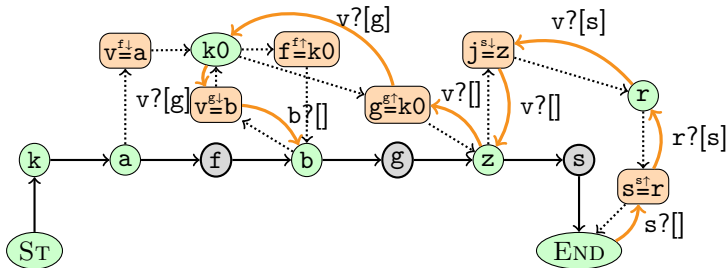 v?[g] v?[s]
v=a f↓ k0 f=k0 f↑ j=z s↓
v?[g] v=b g↓ b?[] g=k0 g↑ v?[] v?[] r
r?[s]
k a f b g z s
s=r s↑
s?[]
ST END